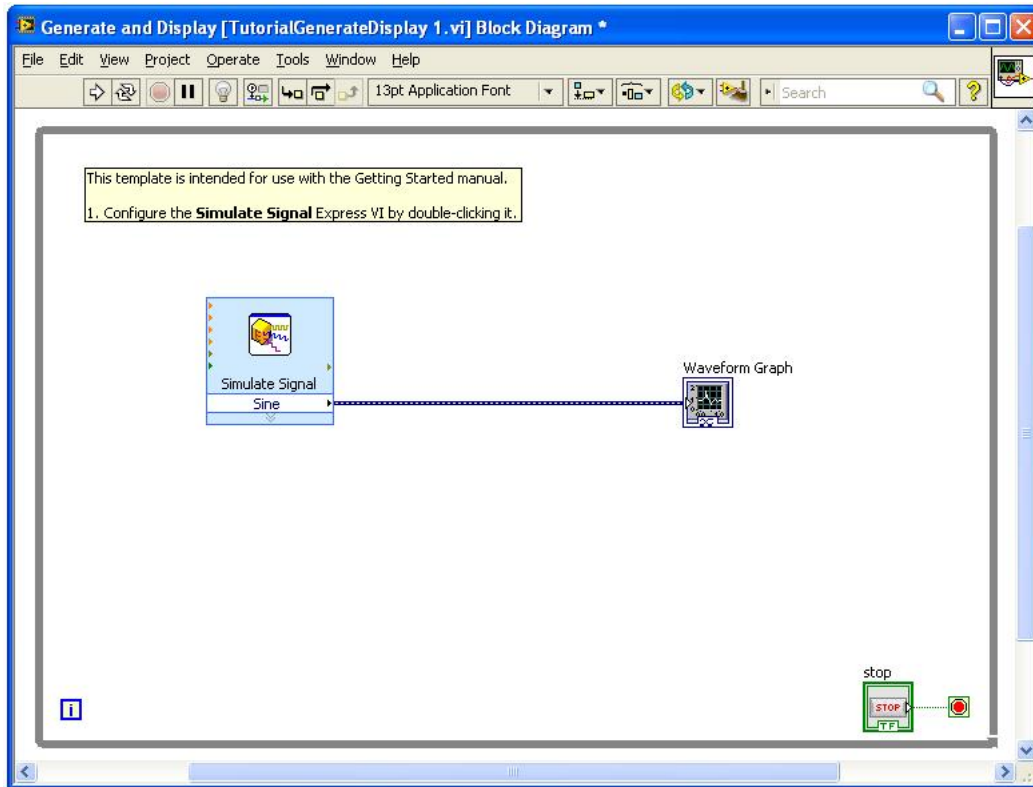 Generate and Display [TutorialGenerateDisplay 1.vi] Block Diagram *
File Edit View Project Operate Tools Window Help
13pt Application Font
Search
This template is intended for use with the Getting Started manual.
1. Configure the Simulate Signal Express VI by double-clicking it.
Simulate Signal
Sine
Waveform Graph
stop
STOP
TF
i